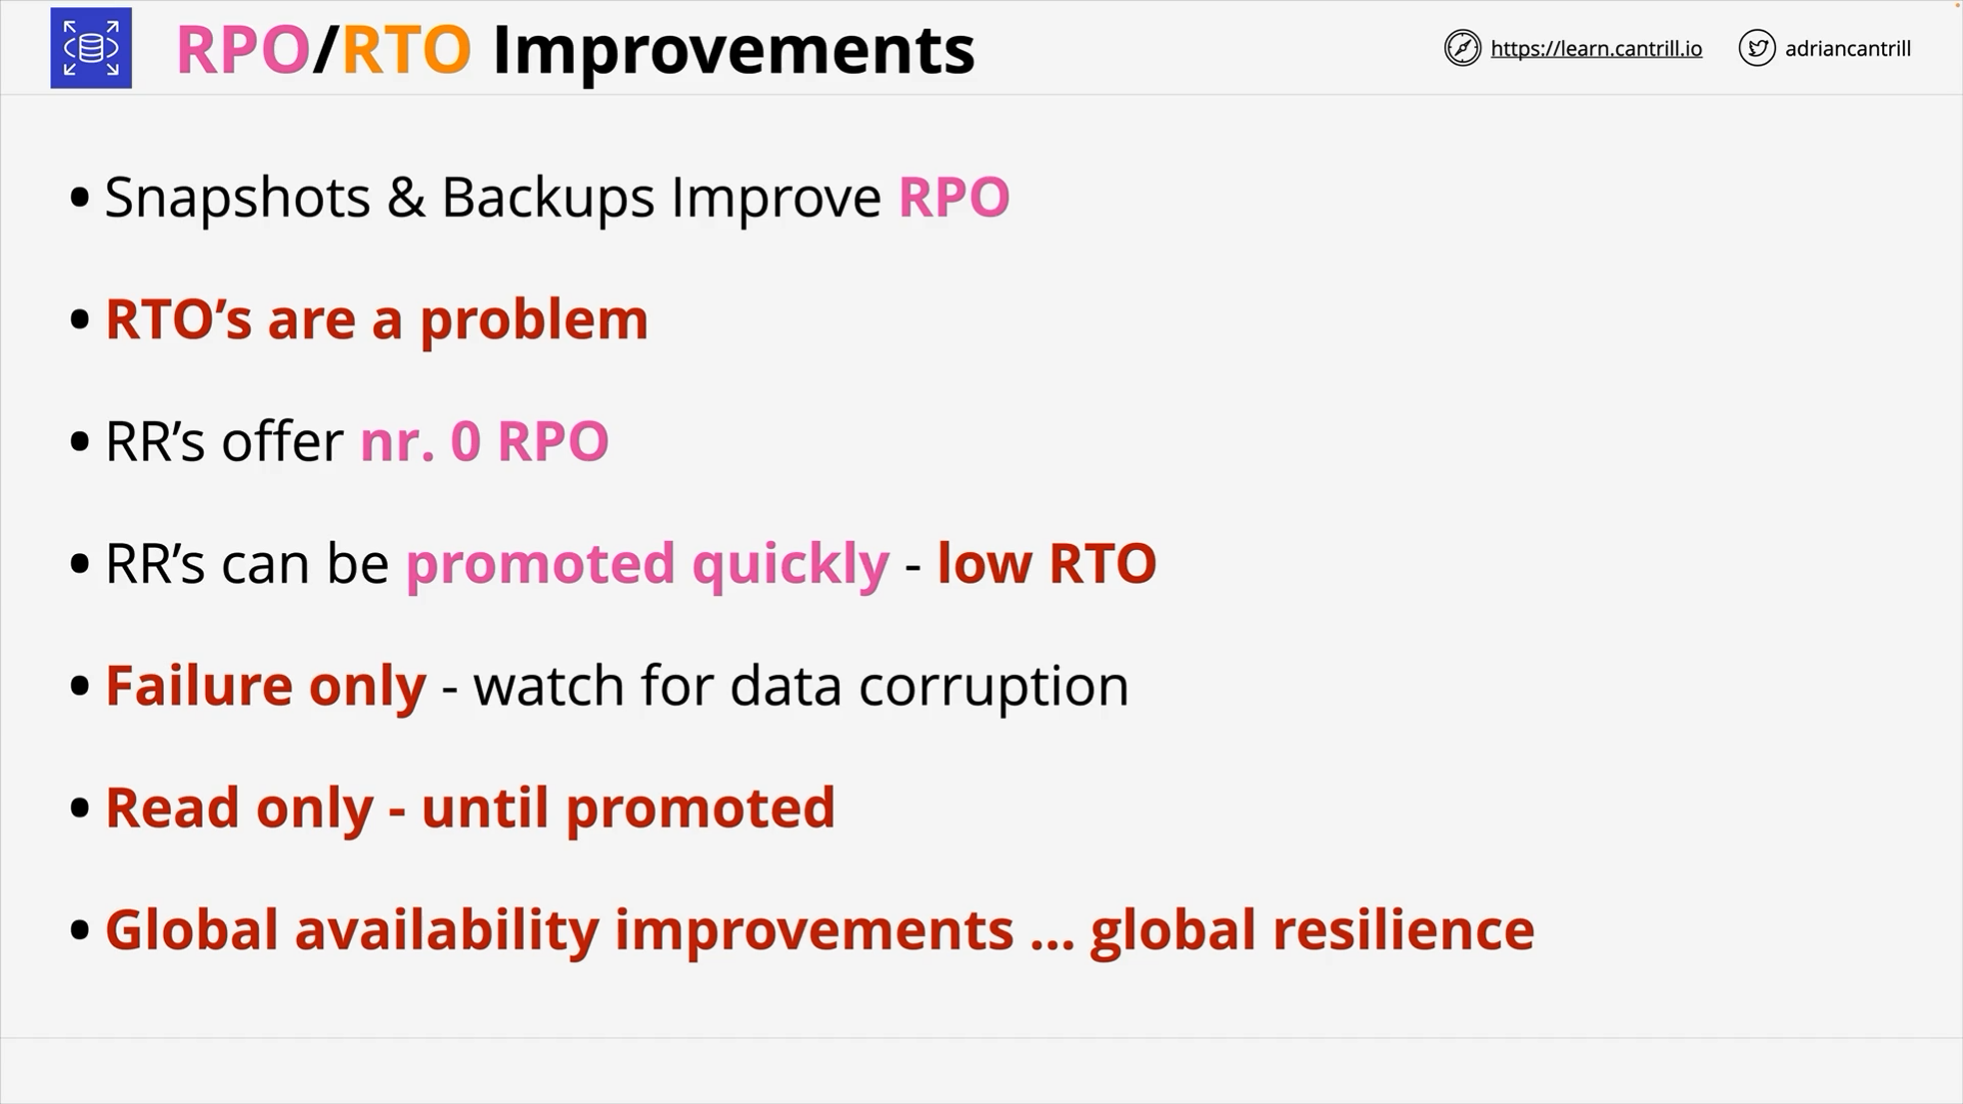 RPO/RTO Improvements
https://learn.cantrill.io
adriancantrill
• Snapshots & Backups Improve RPO
• RTO’s are a problem
• RR’s offer nr. 0 RPO
• RR’s can be promoted quickly - low RTO
• Failure only - watch for data corruption
• Read only - until promoted
• Global availability improvements ... global resilience